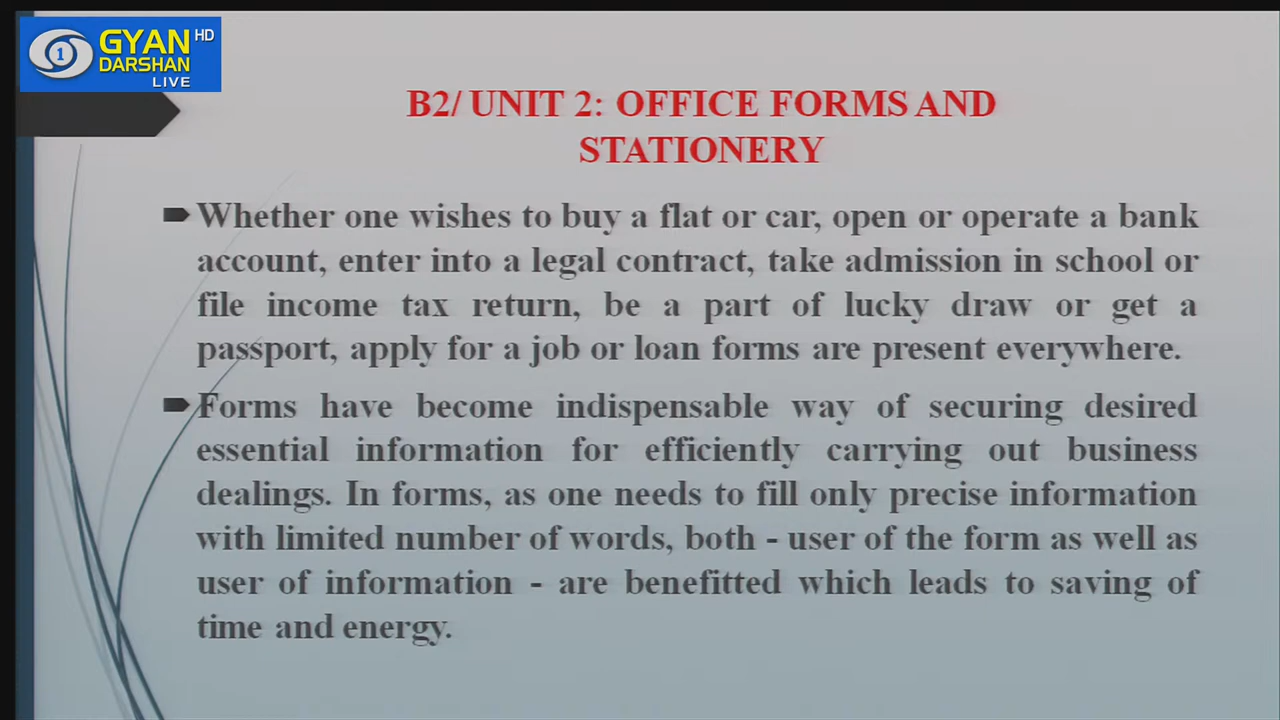 GYAN HD
DARSHAN
LIVE
1
B2/ UNIT 2: OFFICE FORMS AND
STATIONERY
Whether one wishes to buy a flat or car, open or operate a bank
account, enter into a legal contract, take admission in school or
file income tax return, be a part of lucky draw or get a
passport, apply for a job or loan forms are present everywhere.
Forms have become indispensable way of securing desired
essential information for efficiently carrying out business
dealings. In forms, as one needs to fill only precise information
with limited number of words, both - user of the form as well as
user of information - are benefitted which leads to saving of
time and energy.